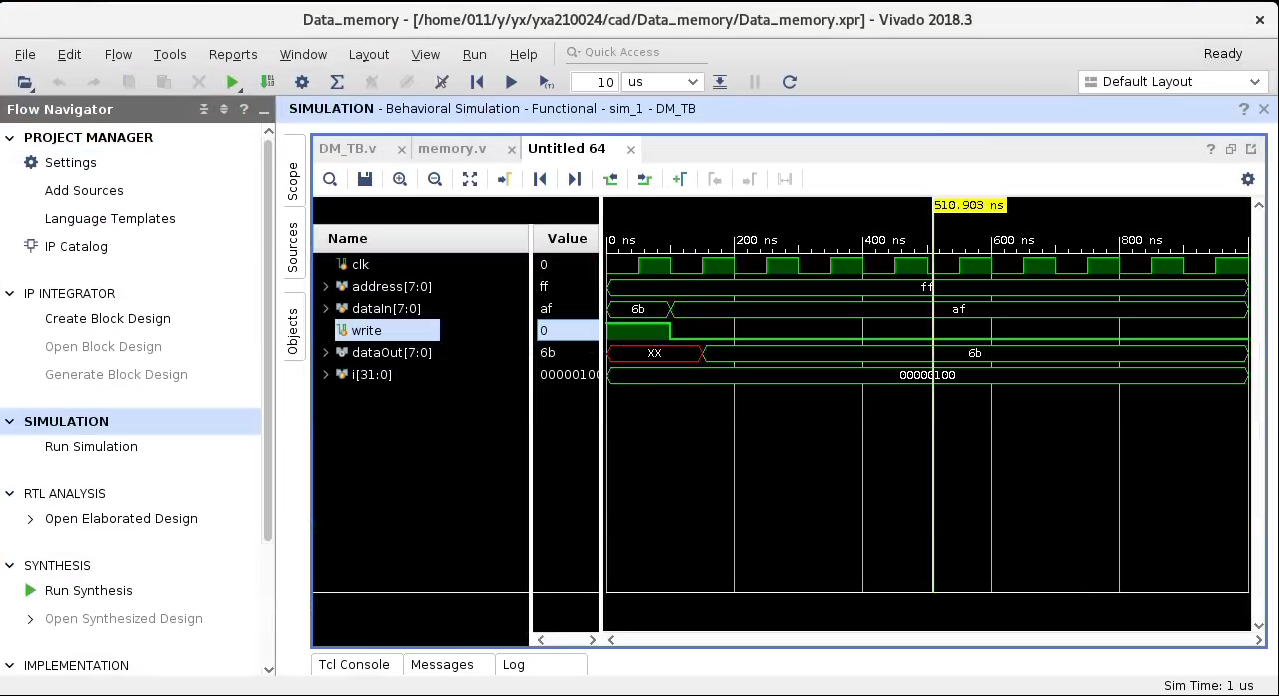 Data_memory - [/home/011/y/yx/yxa210024/cad/Data_memory/Data_memory.xpr] - Vivado 2018.3
File Edit Flow Tools Reports Window Layout View Run Help Quick Access Ready
10 us Default Layout
Flow Navigator
SIMULATION - Behavioral Simulation - Functional - sim_1 - DM_TB
PROJECT MANAGER
Settings
Add Sources
Language Templates
IP Catalog
IP INTEGRATOR
Create Block Design
Open Block Design
Generate Block Design
SIMULATION
Run Simulation
RTL ANALYSIS
Open Elaborated Design
SYNTHESIS
Run Synthesis
Open Synthesized Design
IMPLEMENTATION
Scope
Sources
Objects
DM_TB.v memory.v Untitled 64
510.903 ns
Name Value 0 ns 200 ns 400 ns 600 ns 800 ns
clk 0
address[7:0] ff ff
dataIn[7:0] af 6b af
write 0
dataOut[7:0] 6b XX 6b
i[31:0] 00000100 00000100
Tcl Console Messages Log
Sim Time: 1 us